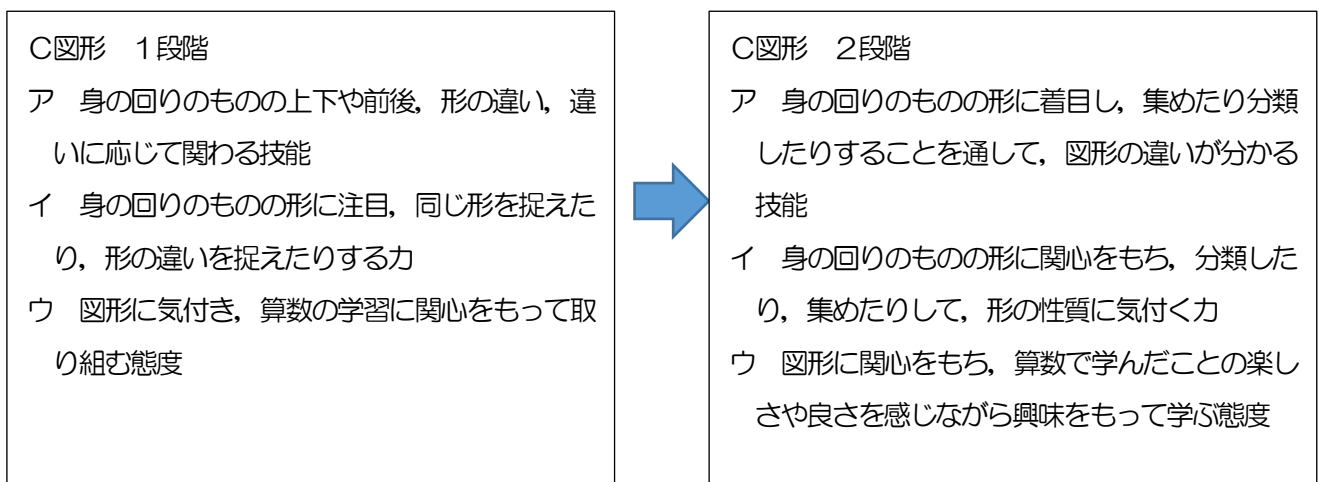 C図形　１段階
ア　身の回りのものの上下や前後，形の違い，違
いに応じて関わる技能
イ　身の回りのものの形に注目，同じ形を捉えた
り，形の違いを捉えたりする力
ウ　図形に気付き，算数の学習に関心をもって取
り組む態度
C図形　２段階
ア　身の回りのものの形に着目し，集めたり分類
したりすることを通して，図形の違いが分かる
技能
イ　身の回りのものの形に関心をもち，分類した
り，集めたりして，形の性質に気付く力
ウ　図形に関心をもち，算数で学んだことの楽し
さや良さを感じながら興味をもって学ぶ態度